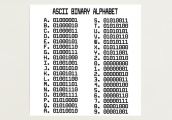 ASCII BINARY ALPHABET
A. 01000001
B. 01000010
C. 01000011
D. 01000100
E. 01000101
F. 01000110
G. 01000111
H. 01001000
I. 01001001
J. 01001010
K. 01001011
L. 01001100
M. 01001101
N. 01001110
O. 01001111
P. 01010000
Q. 01010001
R. 01010010
S. 01010011
T. 01010100
U. 01010101
V. 01010110
W. 01010111
X. 01011000
Y. 01011001
Z. 01011010
0. 00000000
1. 00000001
2. 00000010
3. 00000011
4. 00000100
5. 00000101
6. 00000110
7. 00000111
8. 00001000
9. 00001001